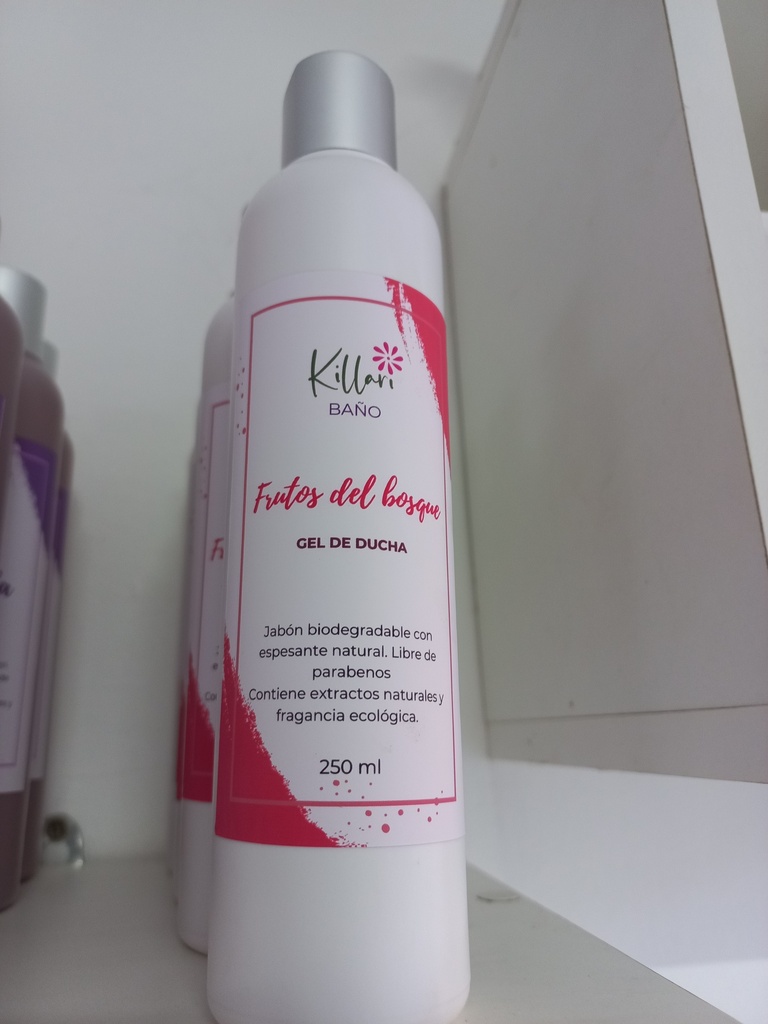 Killari
BAÑO
Frutos del bosque
GEL DE DUCHA
Jabón biodegradable con
espesante natural. Libre de
parabenos
Contiene extractos naturales y
fragancia ecológica.
250 ml